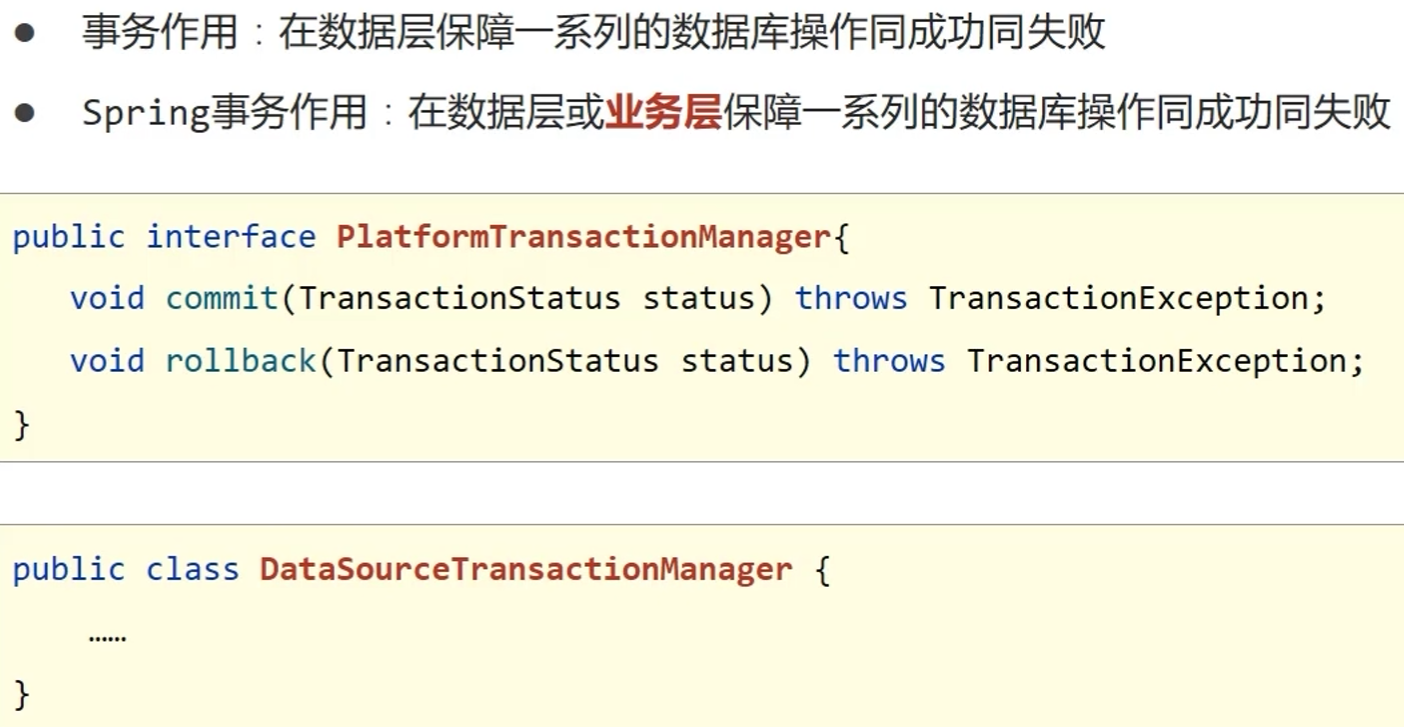 ● 事务作用：在数据层保障一系列的数据库操作同成功同失败
● Spring事务作用：在数据层或业务层保障一系列的数据库操作同成功同失败
public interface PlatformTransactionManager{
void commit(TransactionStatus status) throws TransactionException;
void rollback(TransactionStatus status) throws TransactionException;
}
public class DataSourceTransactionManager {
……
}